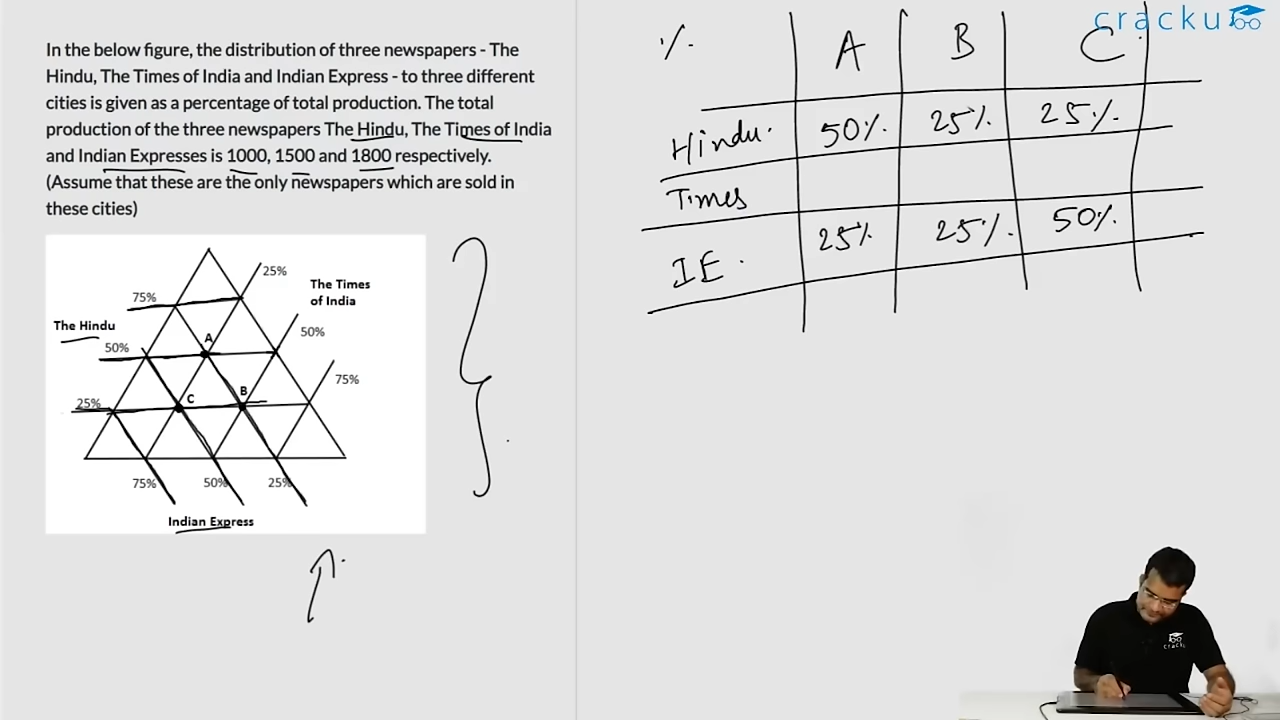 cracku
In the below figure, the distribution of three newspapers - The
Hindu, The Times of India and Indian Express - to three different
cities is given as a percentage of total production. The total
production of the three newspapers The Hindu, The Times of India
and Indian Expresses is 1000, 1500 and 1800 respectively.
(Assume that these are the only newspapers which are sold in
these cities)
25%
The Times
of India
75%
The Hindu
50%
A
50%
75%
25%
C
B
75%
50%
25%
Indian Express
% A B C
Hindu. 50% 25% 25%
Times
IE. 25% 25% 50%